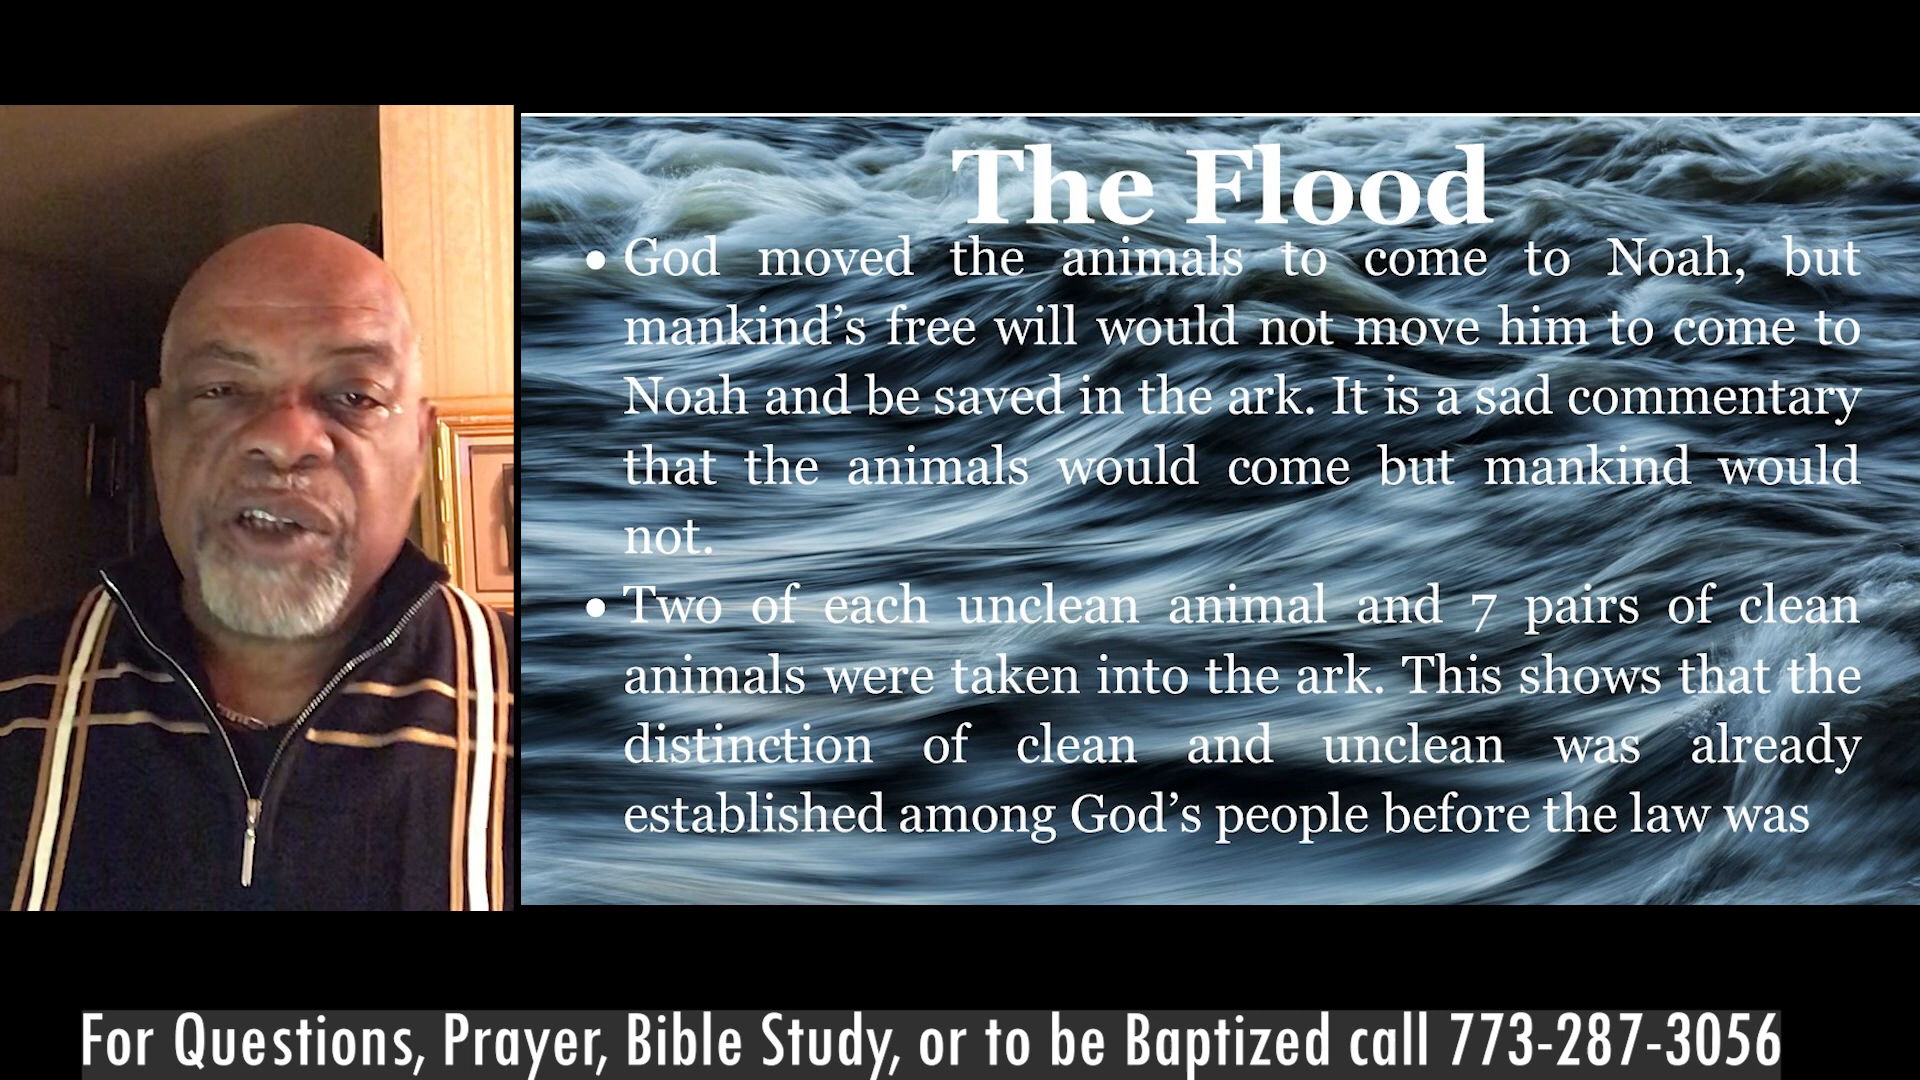 The Flood
• God moved the animals to come to Noah, but
mankind’s free will would not move him to come to
Noah and be saved in the ark. It is a sad commentary
that the animals would come but mankind would
not.
• Two of each unclean animal and 7 pairs of clean
animals were taken into the ark. This shows that the
distinction of clean and unclean was already
established among God’s people before the law was
For Questions, Prayer, Bible Study, or to be Baptized call 773-287-3056